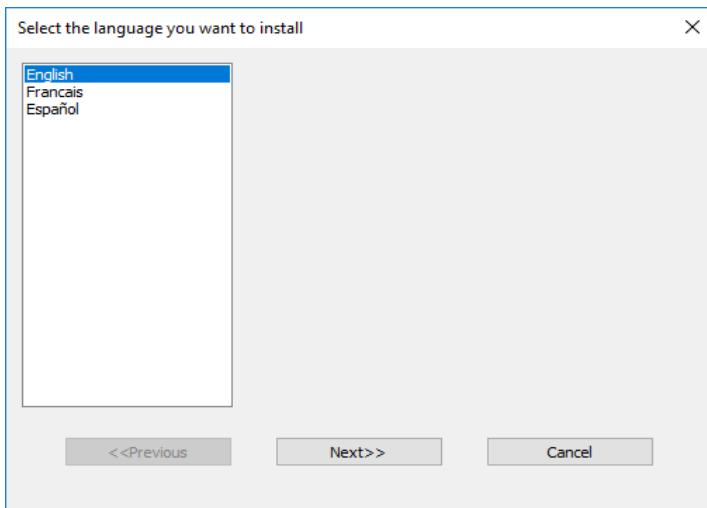 Select the language you want to install
English
Francais
Español
<<Previous
Next>>
Cancel